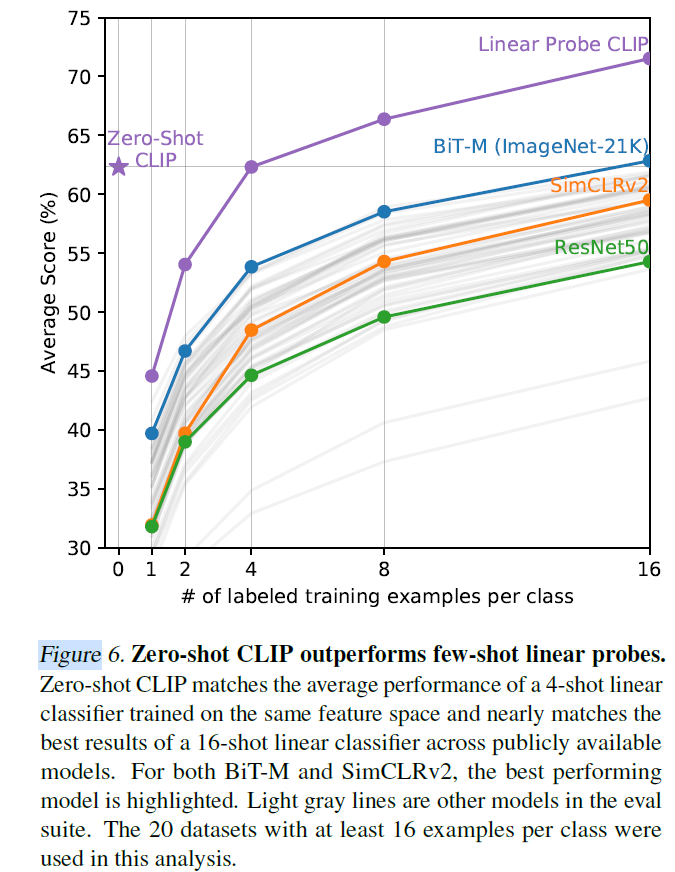 75
70
65
60
55
50
45
40
35
30
Average Score (%)
Linear Probe CLIP
Zero-Shot
CLIP
BiT-M (ImageNet-21K)
SimCLRv2
ResNet50
0 1 2 4 8 16
# of labeled training examples per class
Figure 6. Zero-shot CLIP outperforms few-shot linear probes.
Zero-shot CLIP matches the average performance of a 4-shot linear
classifier trained on the same feature space and nearly matches the
best results of a 16-shot linear classifier across publicly available
models. For both BiT-M and SimCLRv2, the best performing
model is highlighted. Light gray lines are other models in the eval
suite. The 20 datasets with at least 16 examples per class were
used in this analysis.